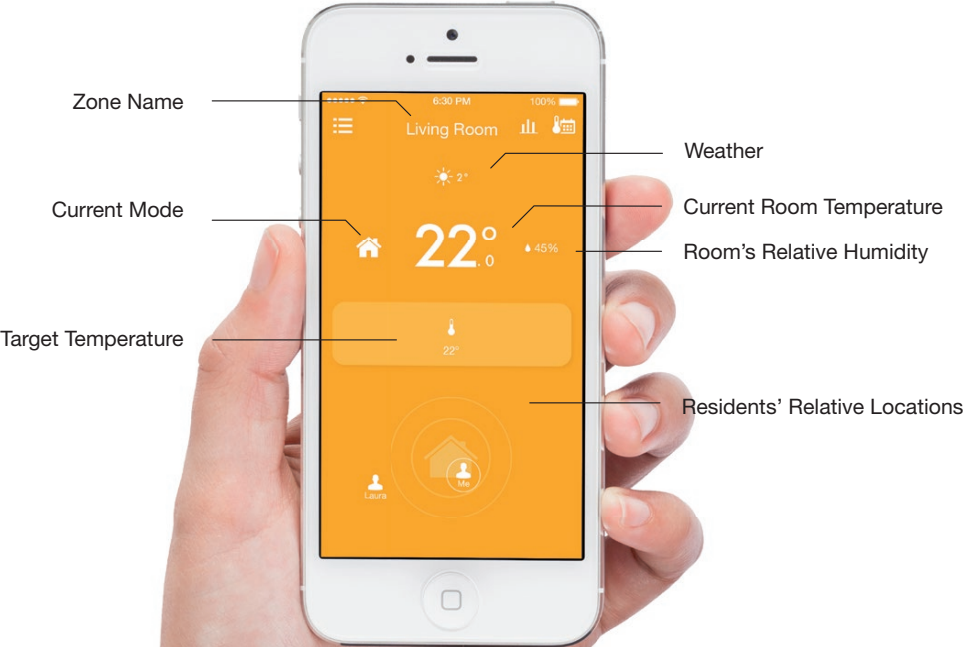 Zone Name
Current Mode
Target Temperature
6:30 PM
100%
Living Room
2°
22.0°
45%
22°
Laura
Me
Weather
Current Room Temperature
Room's Relative Humidity
Residents' Relative Locations